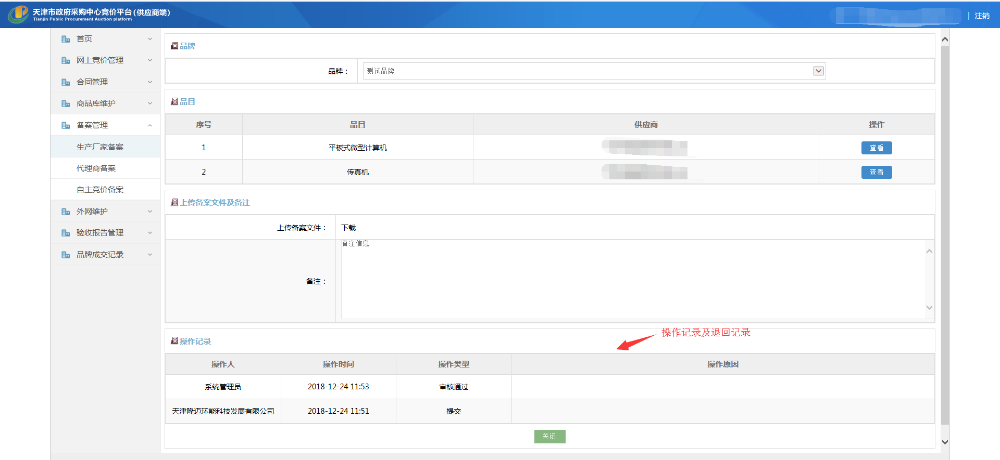 天津市政府采购中心竞价平台(供应商端)
Tianjin Public Procurement Auction platform
| 注销
首页
网上竞价管理
合同管理
商品库维护
备案管理
生产厂家备案
代理商备案
自主竞价备案
外网维护
验收报告管理
品牌成交记录
品牌
品牌： 测试品牌
品目
序号 品目 供应商 操作
1 平板式微型计算机 查看
2 传真机 查看
上传备案文件及备注
上传备案文件： 下载
备注： 备注信息
操作记录及退回记录
操作记录
操作人 操作时间 操作类型 操作原因
系统管理员 2018-12-24 11:53 审核通过
天津隆迈环能科技发展有限公司 2018-12-24 11:51 提交
关闭